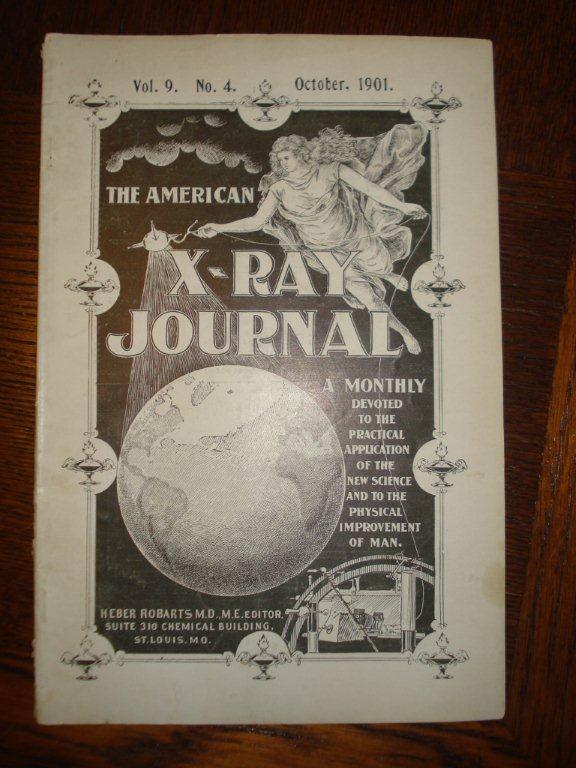 Vol. 9. No. 4. October, 1901.
THE AMERICAN
X-RAY
JOURNAL
A MONTHLY
DEVOTED
TO THE
PRACTICAL
APPLICATION
OF THE
NEW SCIENCE
AND TO THE
PHYSICAL
IMPROVEMENT
OF MAN.
HEBER ROBARTS M.D., M.E. EDITOR,
SUITE 310 CHEMICAL BUILDING,
ST. LOUIS. MO.